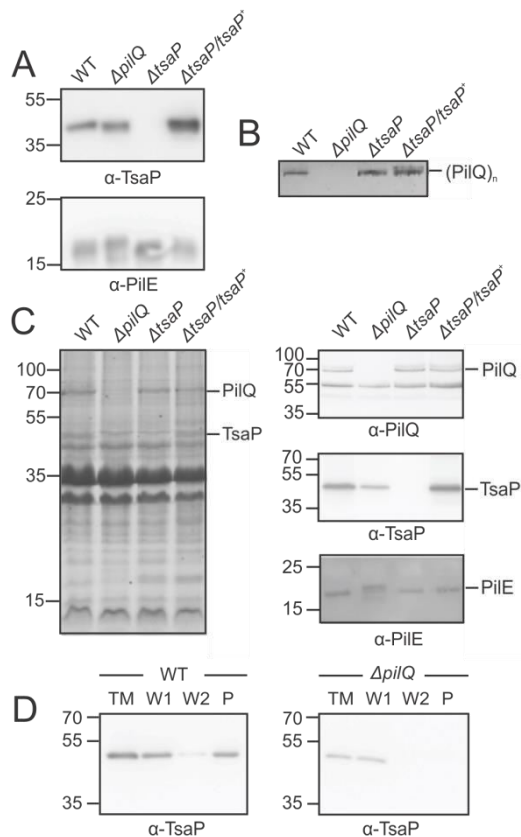 A
WT ΔpilQ ΔtsaP ΔtsaP/tsaP⁺
55
35
α-TsaP
25
15
α-PilE
B
WT ΔpilQ ΔtsaP ΔtsaP/tsaP⁺
(PilQ)ₙ
C
WT ΔpilQ ΔtsaP ΔtsaP/tsaP⁺
100
70
55
35
15
PilQ
TsaP
WT ΔpilQ ΔtsaP ΔtsaP/tsaP⁺
100
70
55
35
PilQ
α-PilQ
70
55
35
TsaP
α-TsaP
25
15
PilE
α-PilE
D
WT
TM W1 W2 P
70
55
35
α-TsaP
ΔpilQ
TM W1 W2 P
70
55
35
α-TsaP